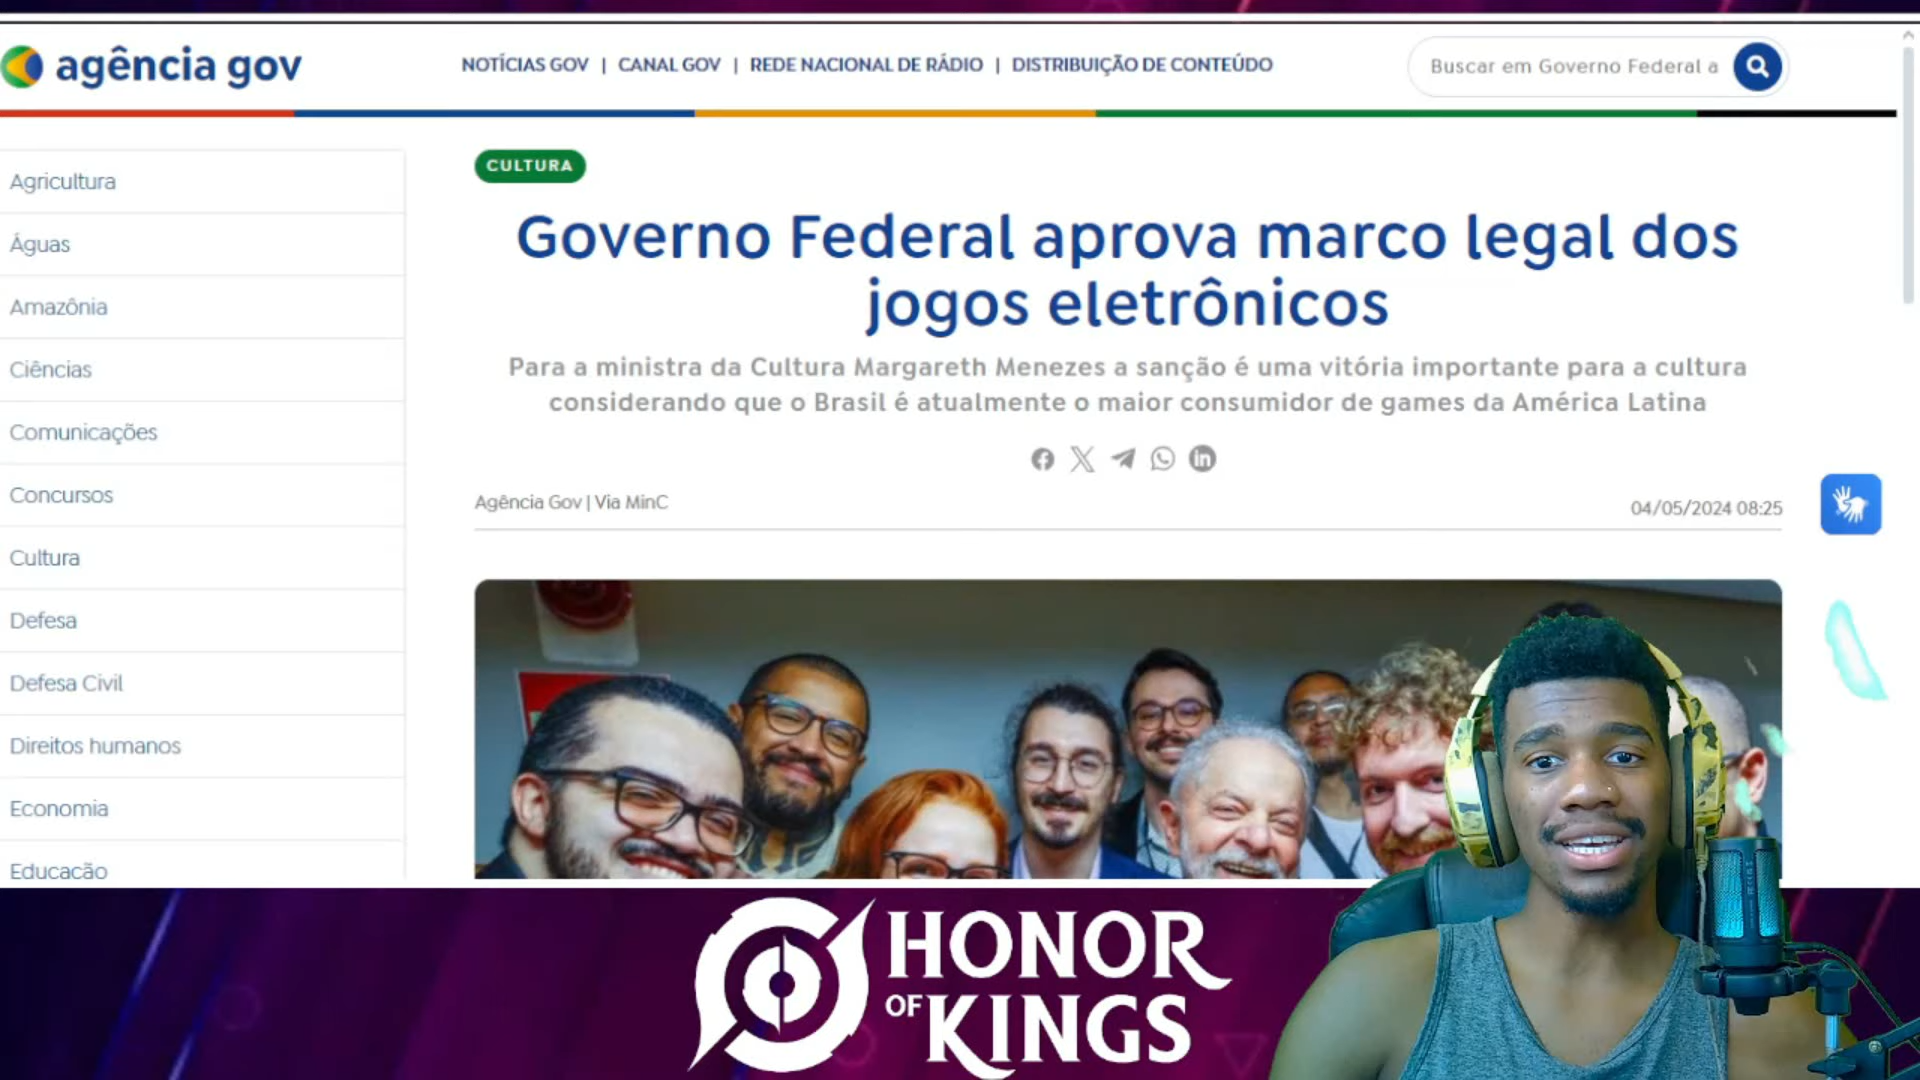 agência gov
NOTÍCIAS GOV | CANAL GOV | REDE NACIONAL DE RÁDIO | DISTRIBUIÇÃO DE CONTEÚDO
Buscar em Governo Federal a
Agricultura
Águas
Amazônia
Ciências
Comunicações
Concursos
Cultura
Defesa
Defesa Civil
Direitos humanos
Economia
Educação
CULTURA
Governo Federal aprova marco legal dos
jogos eletrônicos
Para a ministra da Cultura Margareth Menezes a sanção é uma vitória importante para a cultura
considerando que o Brasil é atualmente o maior consumidor de games da América Latina
Agência Gov | Via MinC
04/05/2024 08:25
HONOR
OF KINGS